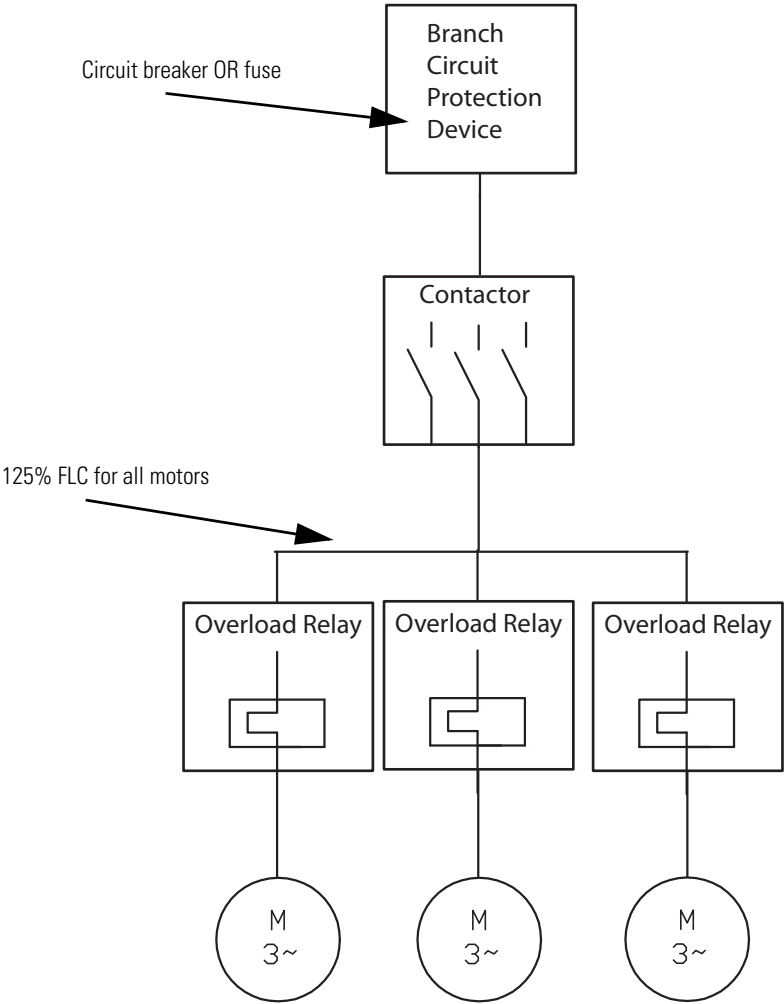 Branch
Circuit
Protection
Device
Circuit breaker OR fuse
Contactor
125% FLC for all motors
Overload Relay
Overload Relay
Overload Relay
M
3~
M
3~
M
3~